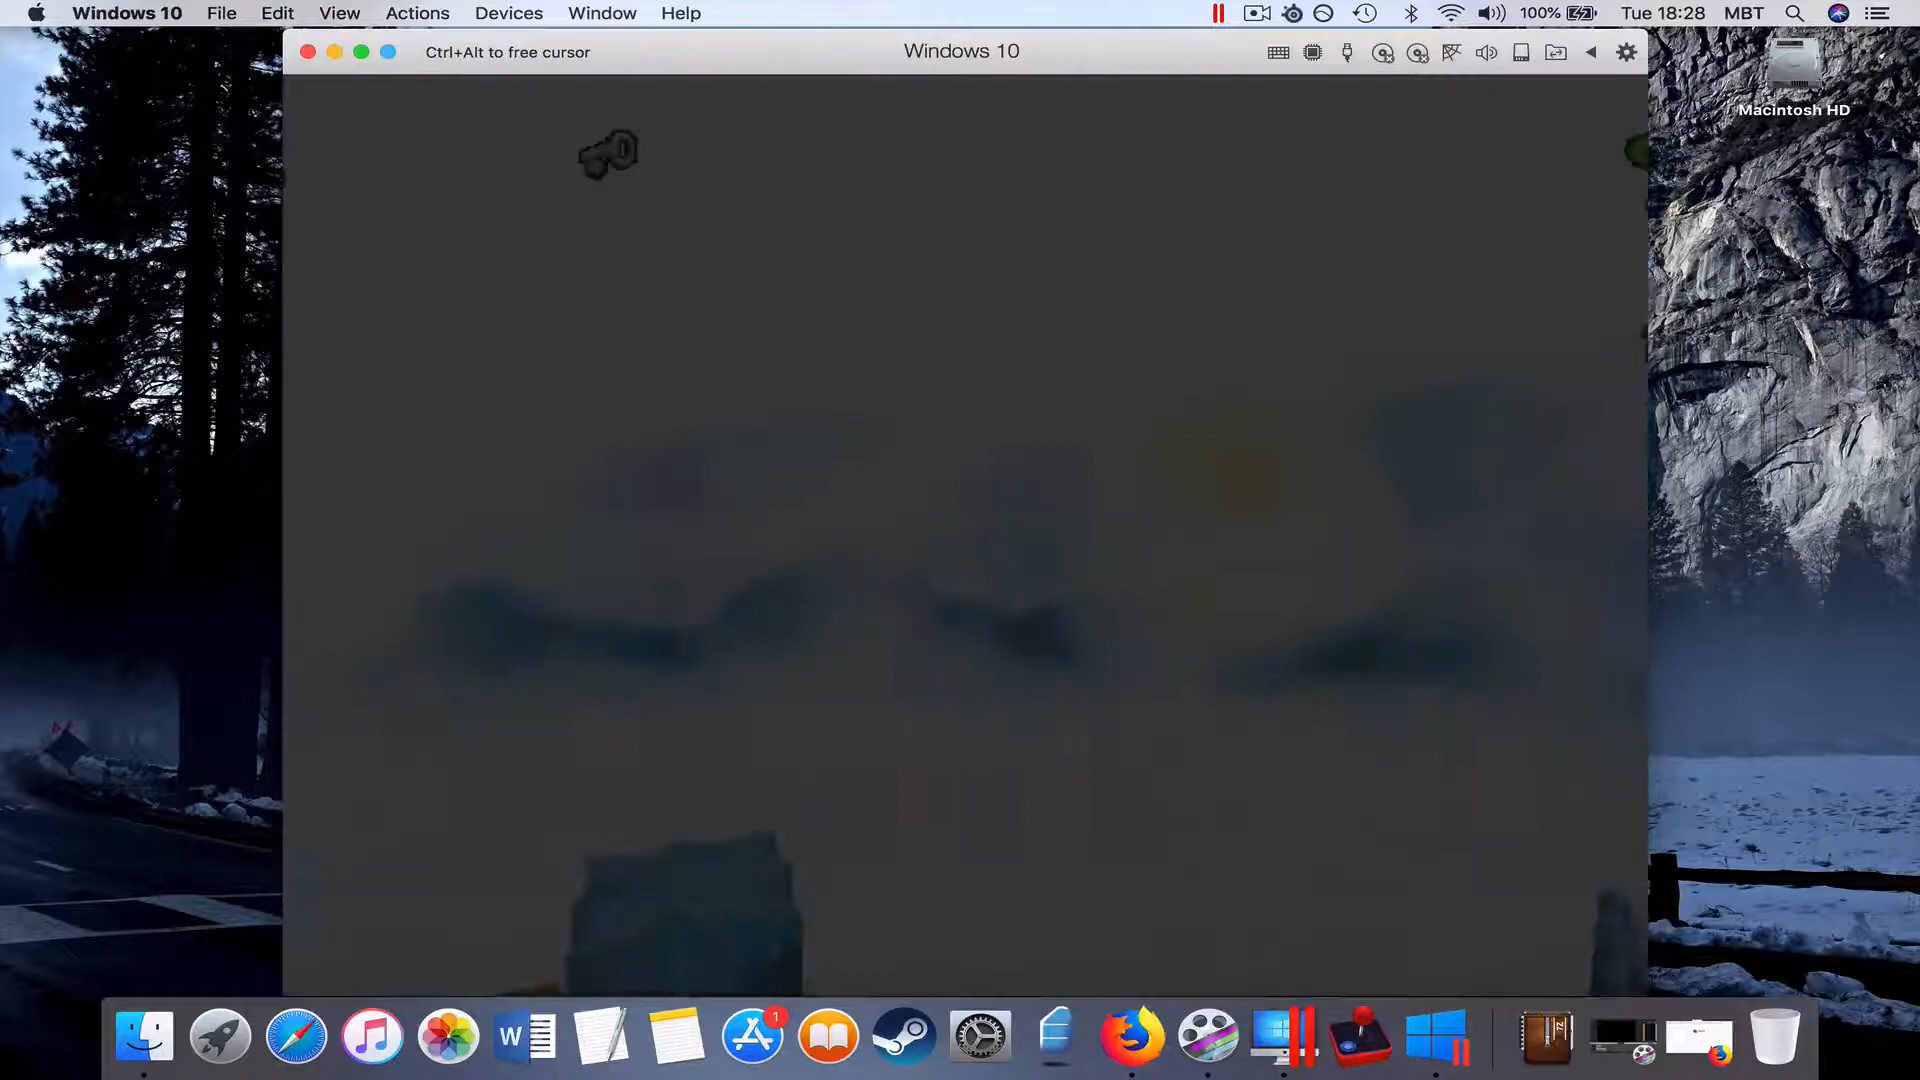 Windows 10 File Edit View Actions Devices Window Help 100% Tue 18:28 MBT
Ctrl+Alt to free cursor Windows 10
Macintosh HD
1
W